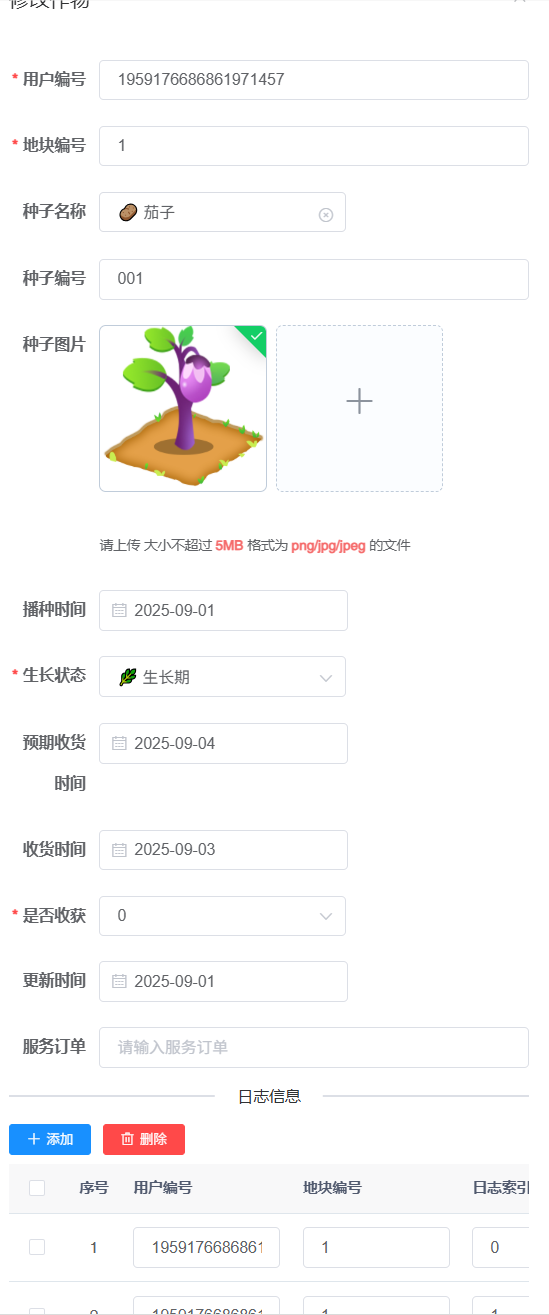 修改作物
* 用户编号 1959176686861971457
* 地块编号 1
种子名称 茄子
种子编号 001
种子图片
请上传 大小不超过 5MB 格式为 png/jpg/jpeg 的文件
播种时间 2025-09-01
* 生长状态 生长期
预期收货
时间 2025-09-04
收货时间 2025-09-03
* 是否收获 0
更新时间 2025-09-01
服务订单 请输入服务订单
日志信息
添加 删除
序号 用户编号 地块编号 日志索引
1 1959176686861 1 0